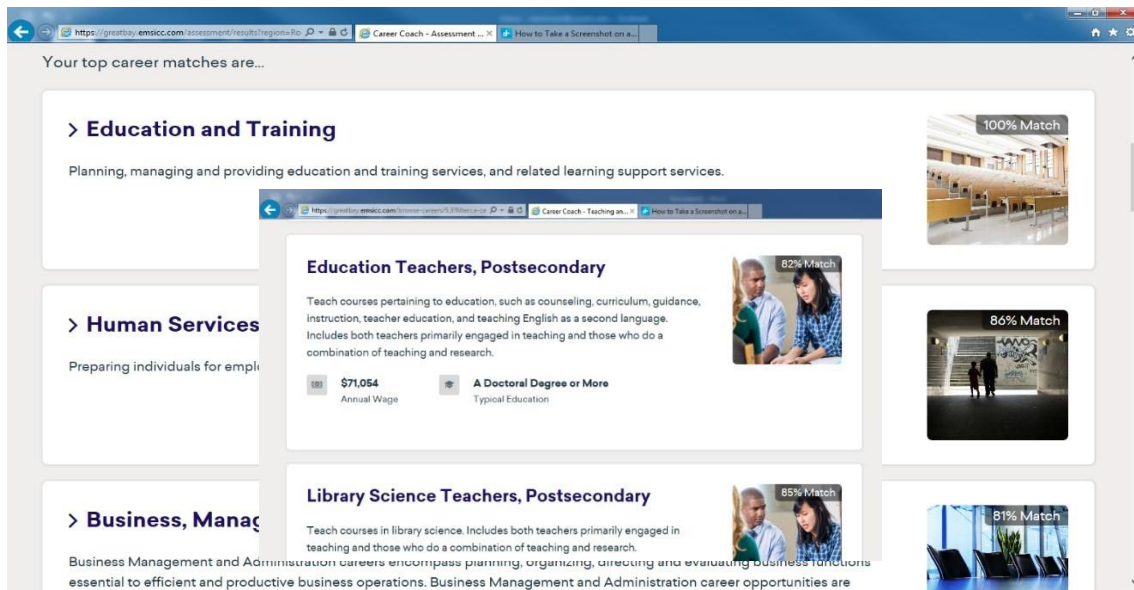 https://greatbay.emsicc.com/assessment/results?region=Ro
Career Coach - Assessment ...
How to Take a Screenshot on a...
Your top career matches are...
> Education and Training
100% Match
Planning, managing and providing education and training services, and related learning support services.
https://greatbay.emsicc.com/browse-careers/
Career Coach - Teaching an...
How to Take a Screenshot on a...
Education Teachers, Postsecondary
82% Match
Teach courses pertaining to education, such as counseling, curriculum, guidance,
instruction, teacher education, and teaching English as a second language.
Includes both teachers primarily engaged in teaching and those who do a
combination of teaching and research.
$71,054
Annual Wage
A Doctoral Degree or More
Typical Education
> Human Services
86% Match
Preparing individuals for emplo
Library Science Teachers, Postsecondary
85% Match
Teach courses in library science. Includes both teachers primarily engaged in
teaching and those who do a combination of teaching and research.
> Business, Manag
81% Match
Business Management and Administration careers encompass planning, organizing, directing and evaluating business functions
essential to efficient and productive business operations. Business Management and Administration career opportunities are